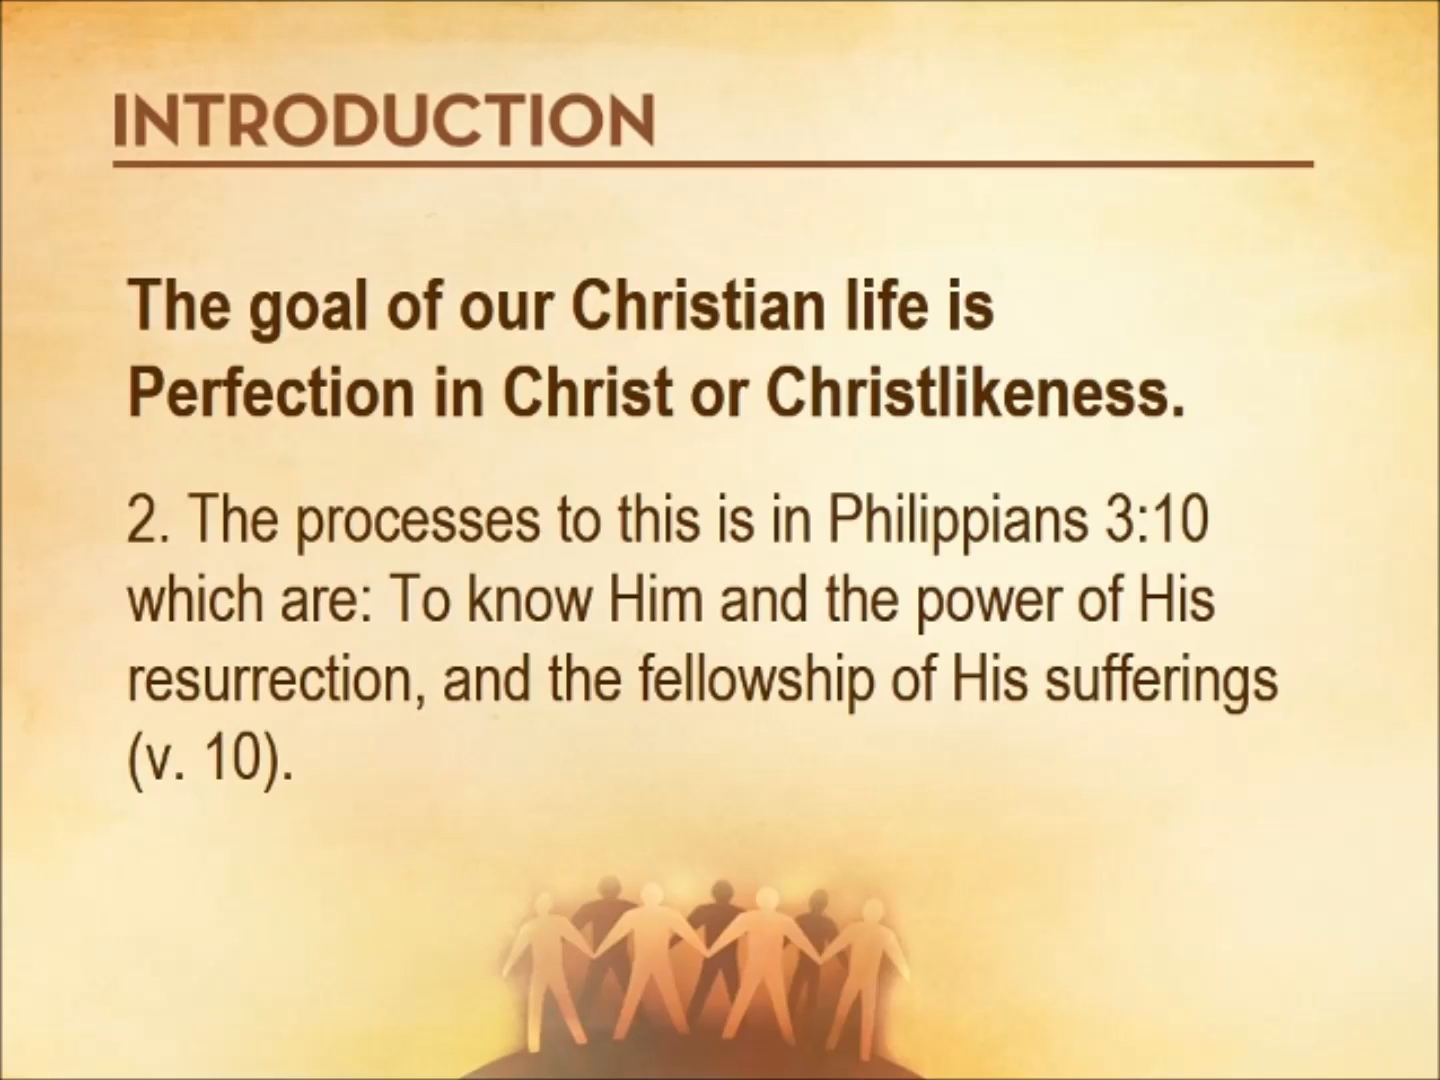 INTRODUCTION
The goal of our Christian life is
Perfection in Christ or Christlikeness.
2. The processes to this is in Philippians 3:10
which are: To know Him and the power of His
resurrection, and the fellowship of His sufferings
(v. 10).